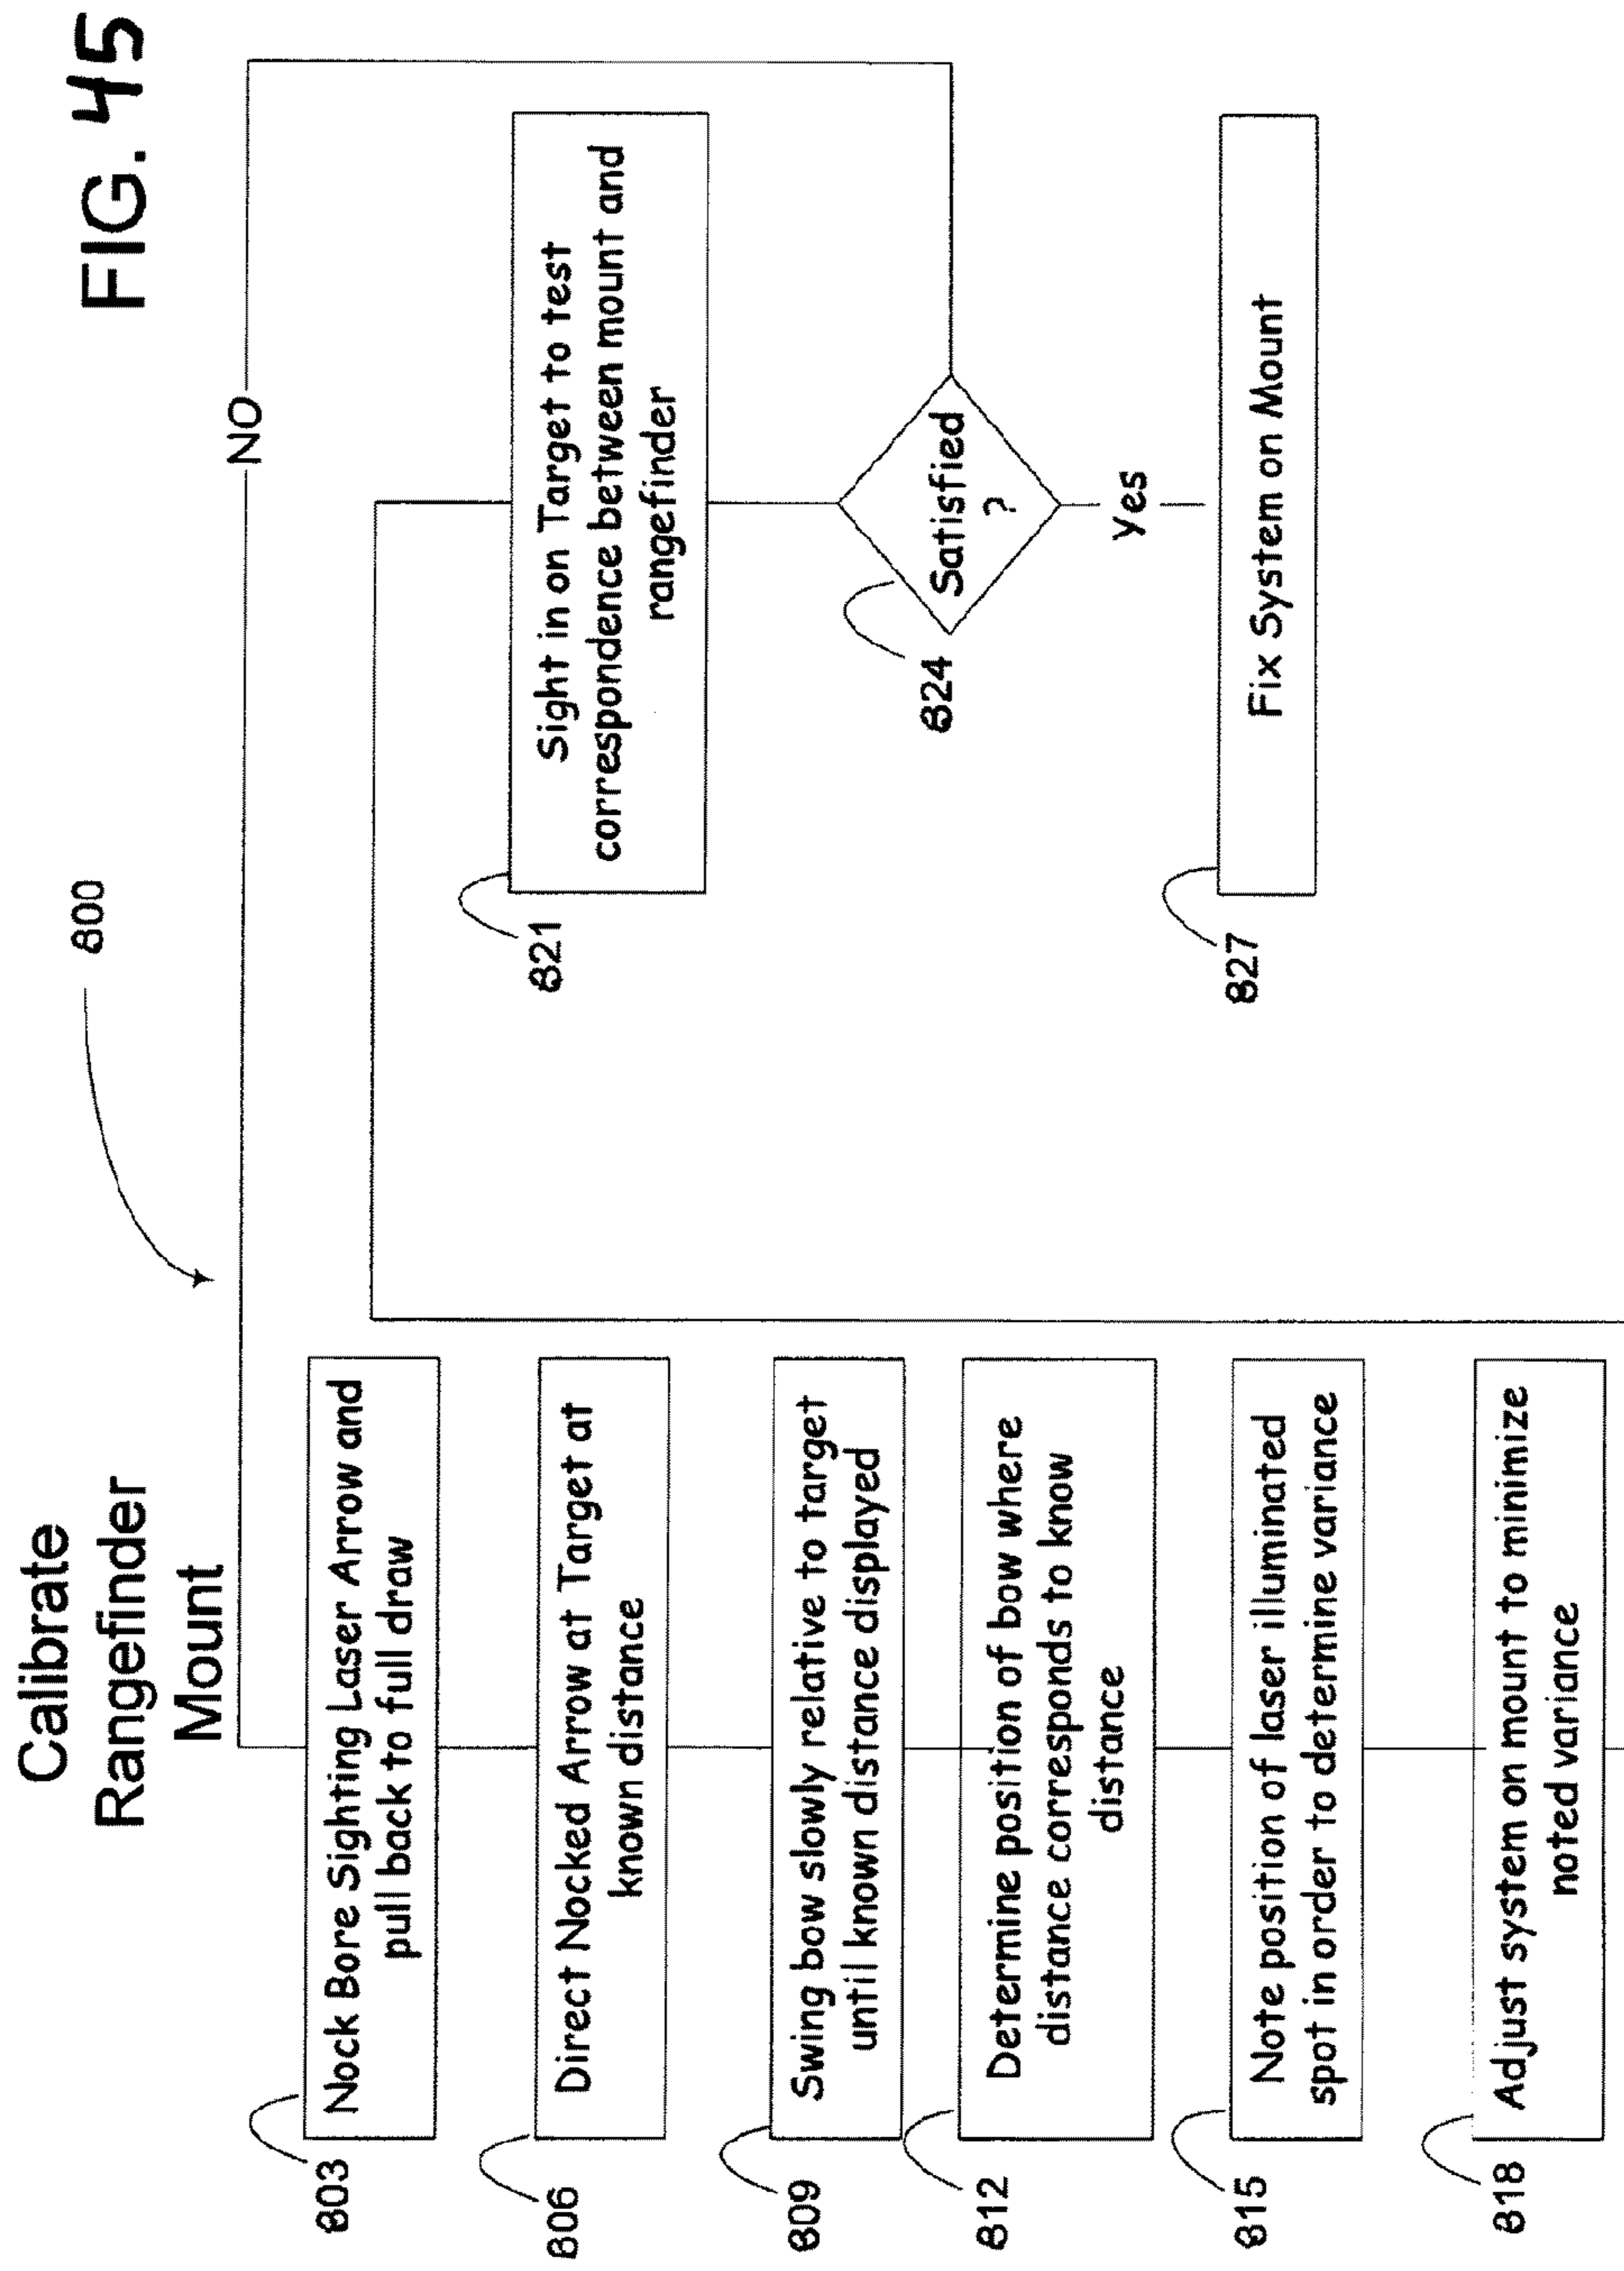 FIG. 45
Calibrate
Rangefinder
Mount
800
NO
803
Nock Bore Sighting Laser Arrow and
pull back to full draw
806
Direct Nocked Arrow at Target at
known distance
809
Swing bow slowly relative to target
until known distance displayed
812
Determine position of bow where
distance corresponds to know
distance
815
Note position of laser illuminated
spot in order to determine variance
818
Adjust system on mount to minimize
noted variance
821
Sight in on Target to test
correspondence between mount and
rangefinder
824
Satisfied
?
Yes
827
Fix System on Mount